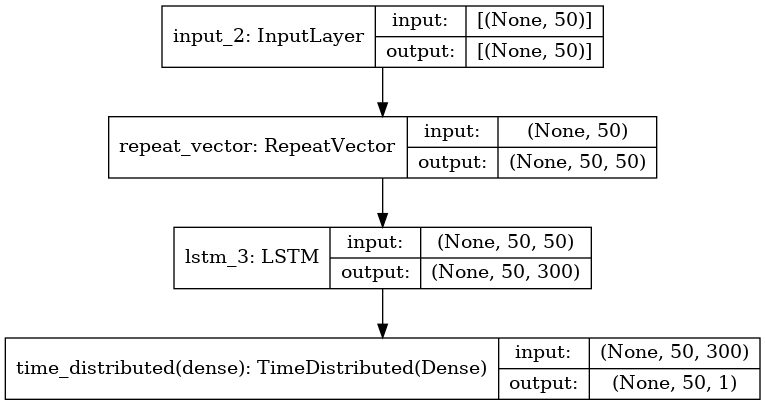 input_2: InputLayer
input: [(None, 50)]
output: [(None, 50)]
repeat_vector: RepeatVector
input: (None, 50)
output: (None, 50, 50)
lstm_3: LSTM
input: (None, 50, 50)
output: (None, 50, 300)
time_distributed(dense): TimeDistributed(Dense)
input: (None, 50, 300)
output: (None, 50, 1)